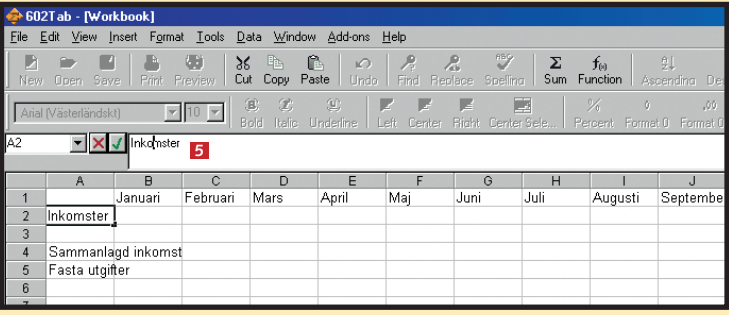 602Tab - [Workbook]
File Edit View Insert Format Tools Data Window Add-ons Help
New Open Save Print Preview Cut Copy Paste Undo Find Replace Spelling Sum Function Ascending Des
Arial (Västerländskt) 10 Bold Italic Underline Left Center Right Center Sele... Percent Format 0 Format 0
A2 Inkomster 5
A B C D E F G H I J
1 Januari Februari Mars April Maj Juni Juli Augusti Septembe
2 Inkomster
3
4 Sammanlagd inkomst
5 Fasta utgifter
6
7